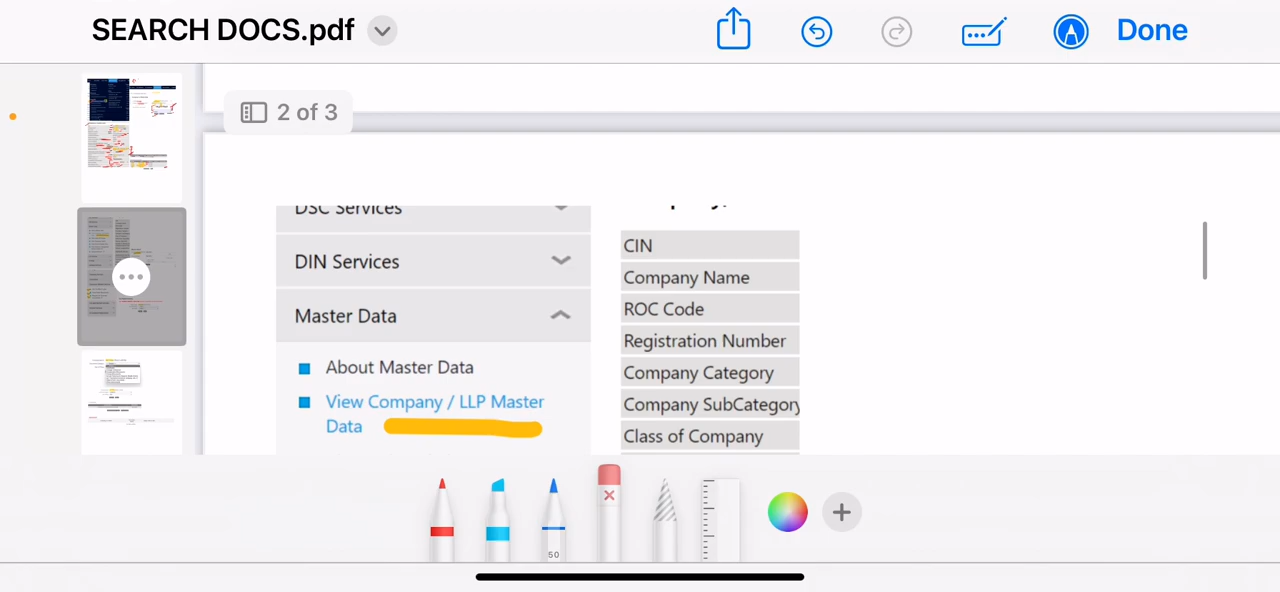 SEARCH DOCS.pdf
Done
2 of 3
DSC Services
DIN Services
Master Data
About Master Data
View Company / LLP Master
Data
CIN
Company Name
ROC Code
Registration Number
Company Category
Company SubCategory
Class of Company
50